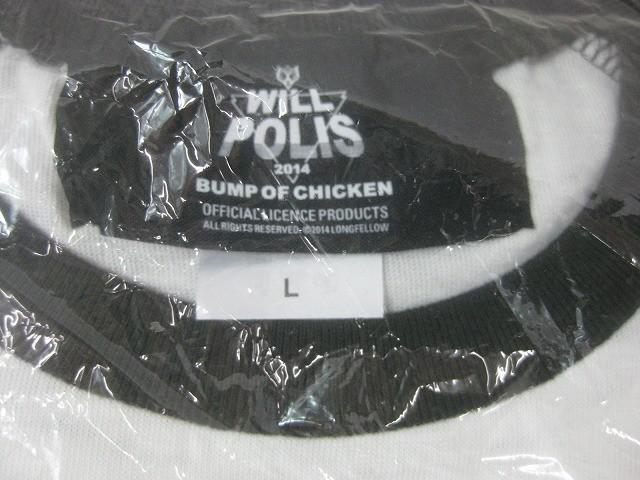 WILL
POLIS
2014
BUMP OF CHICKEN
OFFICIAL LICENCE PRODUCTS
ALL RIGHTS RESERVED-©2014 LONGFELLOW
L